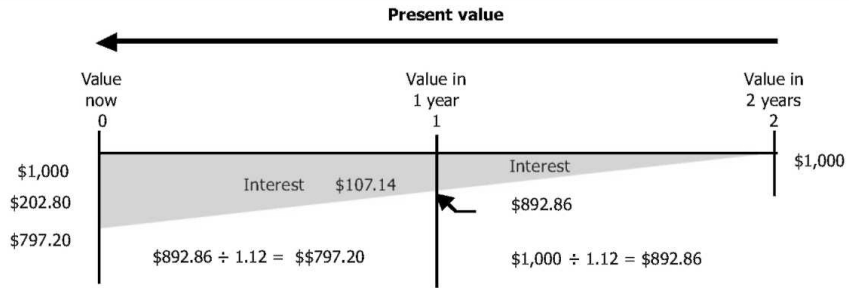 Present value
Value now 0
Value in 1 year 1
Value in 2 years 2
$1,000
$202.80
$797.20
Interest $107.14
Interest
$892.86
$1,000
$892.86 ÷ 1.12 = $$797.20
$1,000 ÷ 1.12 = $892.86